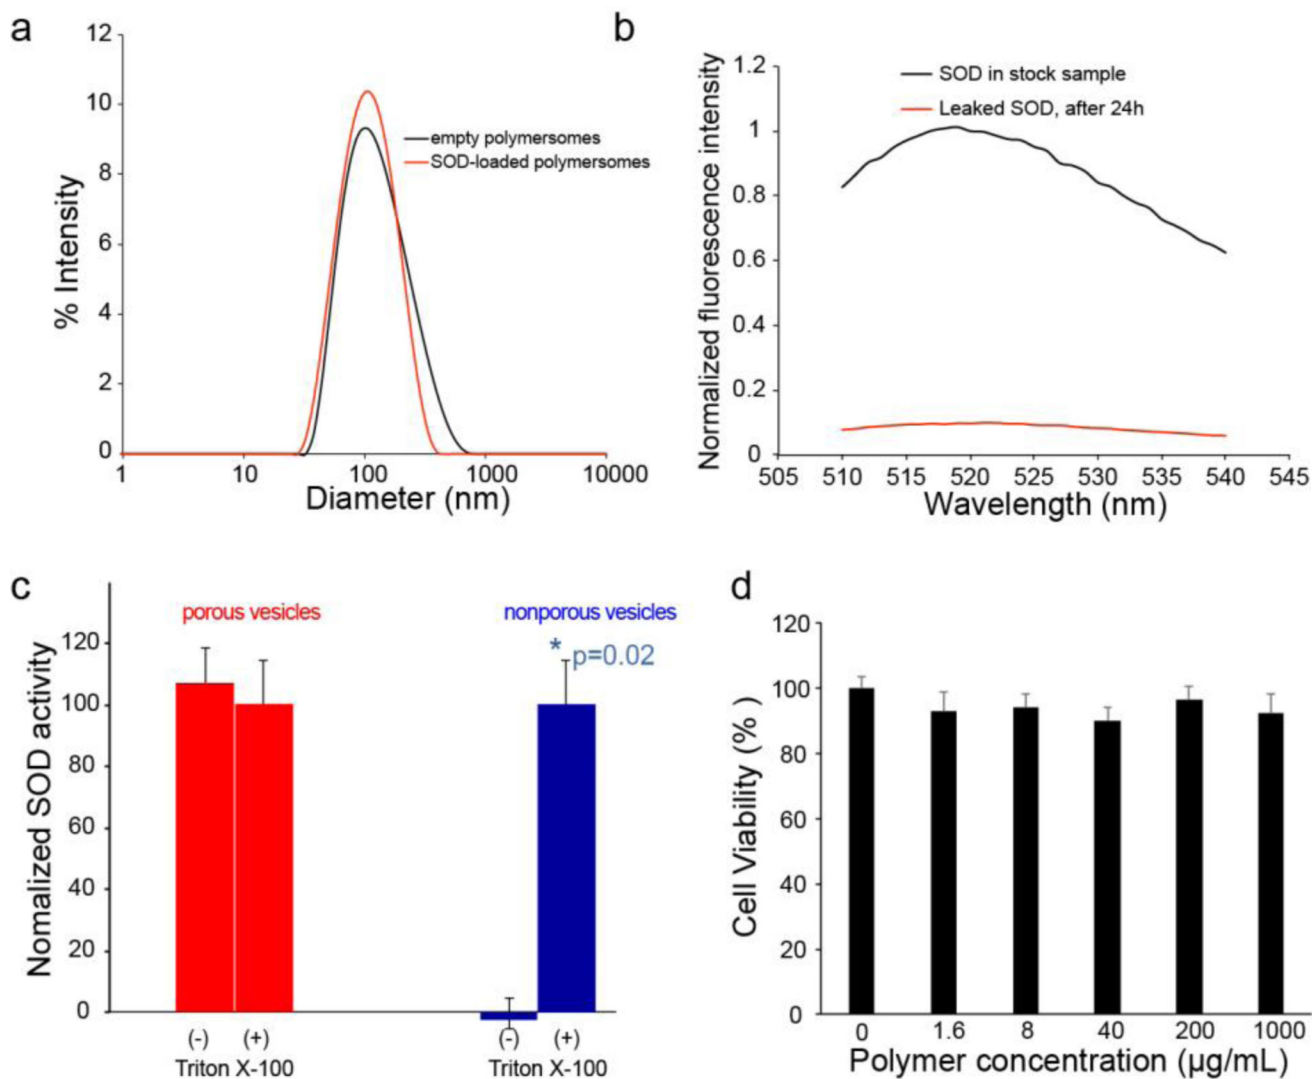 a
12
10
8
6
4
2
0
% Intensity
empty polymersomes
SOD-loaded polymersomes
1
10
100
1000
10000
Diameter (nm)
b
1.2
1
0.8
0.6
0.4
0.2
0
Normalized fluorescence intensity
SOD in stock sample
Leaked SOD, after 24h
505
510
515
520
525
530
535
540
545
Wavelength (nm)
c
120
100
80
60
40
20
0
Nomalized SOD activity
porous vesicles
nonporous vesicles
* p=0.02
(-) (+)
Triton X-100
(-) (+)
Triton X-100
d
120
100
80
60
40
20
0
Cell Viability (% )
0
1.6
8
40
200
1000
Polymer concentration (µg/mL)